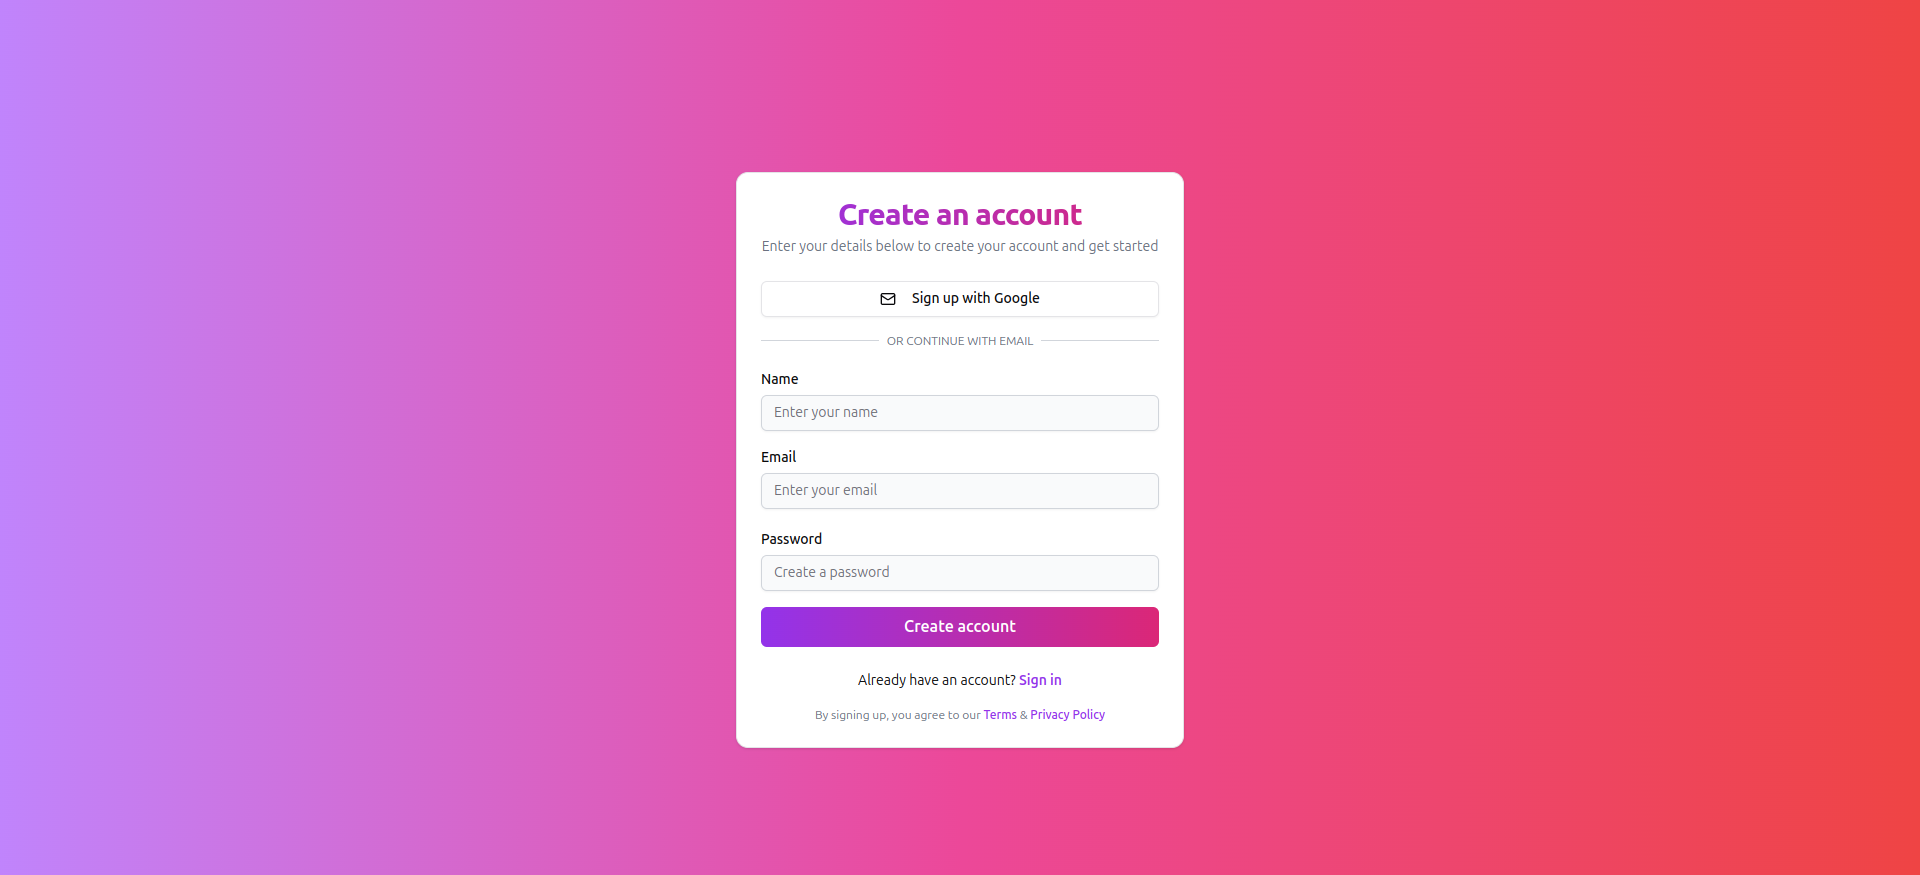 Create an account
Enter your details below to create your account and get started
Sign up with Google
OR CONTINUE WITH EMAIL
Name
Enter your name
Email
Enter your email
Password
Create a password
Create account
Already have an account? Sign in
By signing up, you agree to our Terms & Privacy Policy